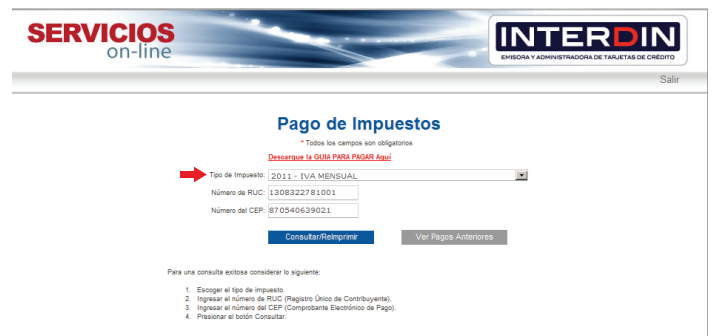 SERVICIOS
on-line
INTERDIN
EMISORA Y ADMINISTRADORA DE TARJETAS DE CRÉDITO
Salir
Pago de Impuestos
* Todos los campos son obligatorios
Descargue la GUIA PARA PAGAR Aquí
Tipo de Impuesto: 2011 - IVA MENSUAL
Número de RUC: 1308322781001
Número del CEP: 870540639021
Consultar/ReImprimir Ver Pagos Anteriores
Para una consulta exitosa considerar lo siguiente:
1. Escoger el tipo de impuesto.
2. Ingresar el número de RUC (Registro Único de Contribuyente).
3. Ingresar el número del CEP (Comprobante Electrónico de Pago).
4. Presionar el botón Consultar.